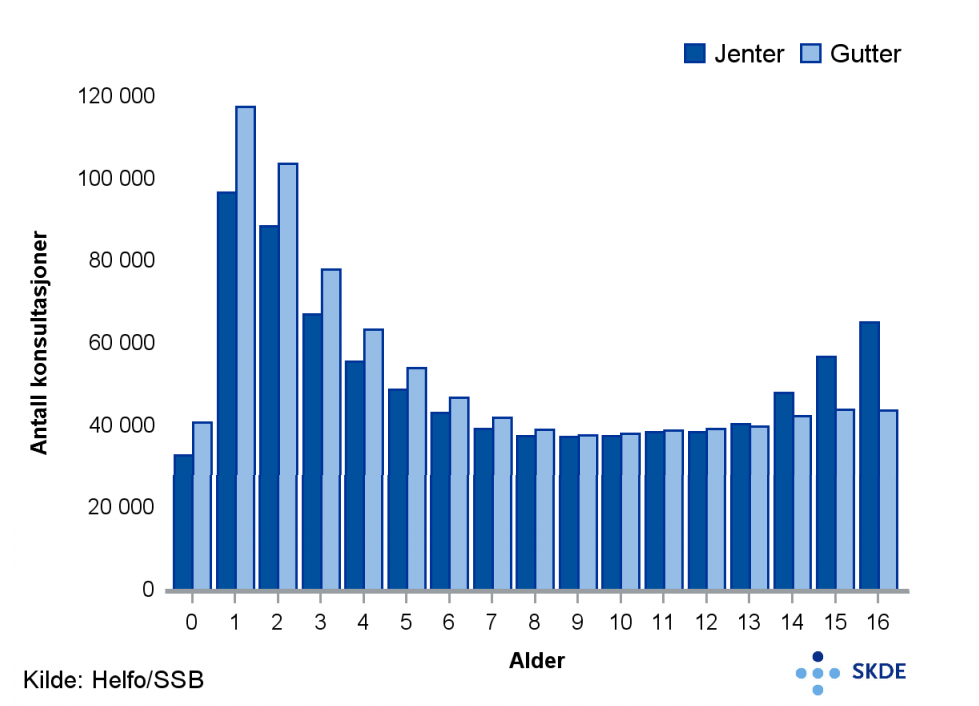 Jenter Gutter
120 000
100 000
80 000
60 000
40 000
20 000
0
Antall konsultasjoner
0 1 2 3 4 5 6 7 8 9 10 11 12 13 14 15 16
Alder
Kilde: Helfo/SSB
SKDE